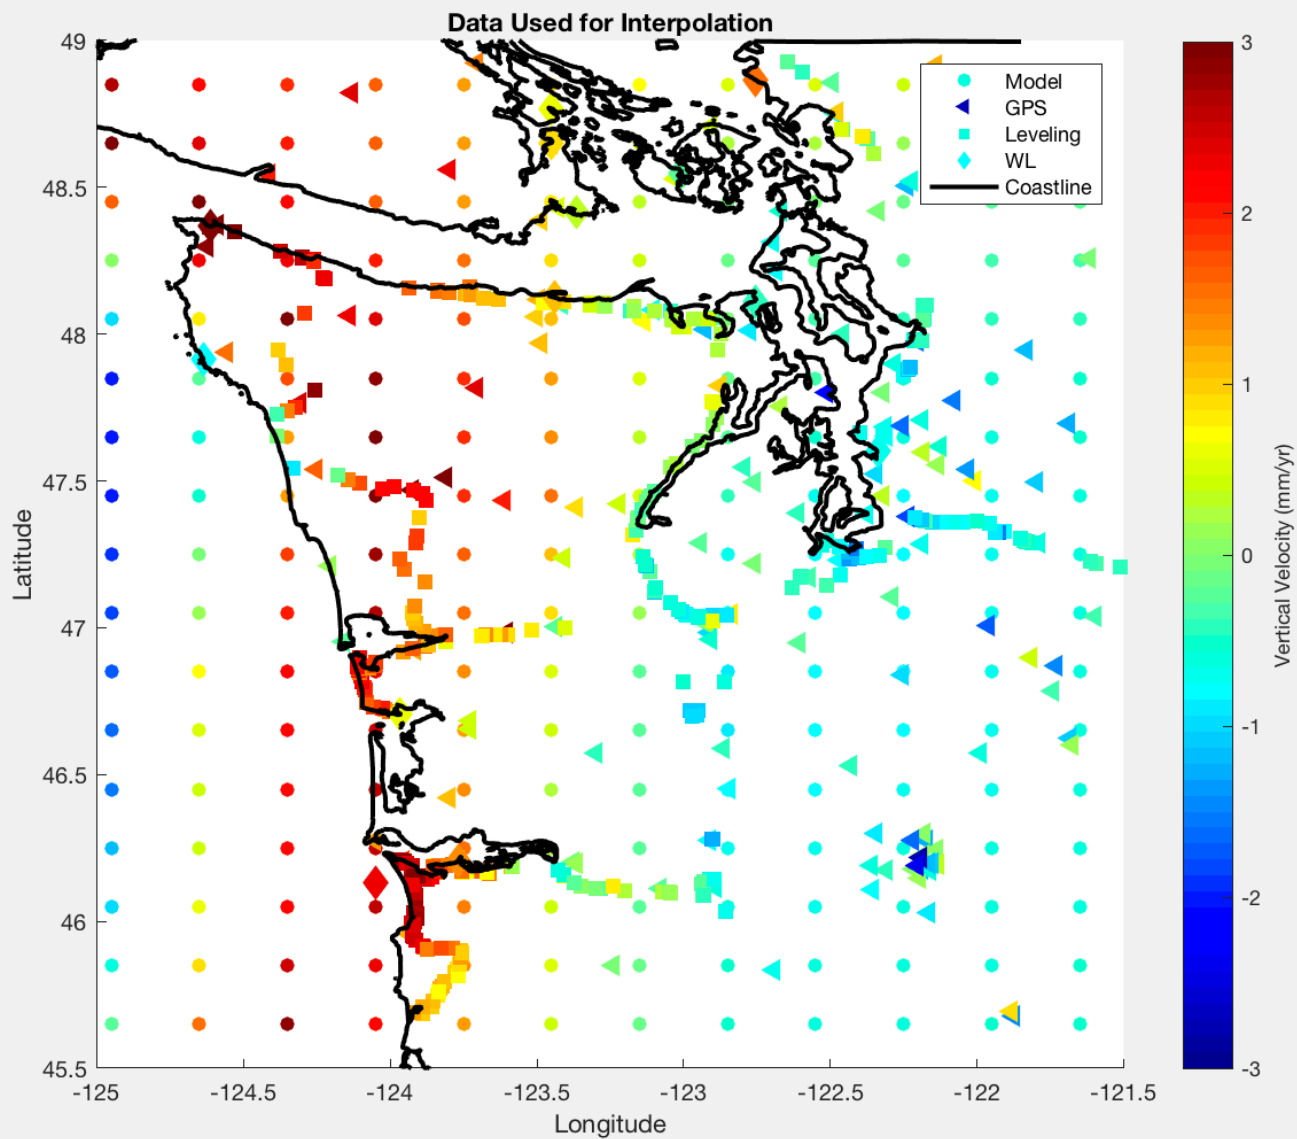 Data Used for Interpolation
Model
GPS
Leveling
WL
Coastline
49
48.5
48
47.5
47
46.5
46
45.5
Latitude
-125
-124.5
-124
-123.5
-123
-122.5
-122
-121.5
Longitude
3
2
1
0
-1
-2
-3
Vertical Velocity (mm/yr)